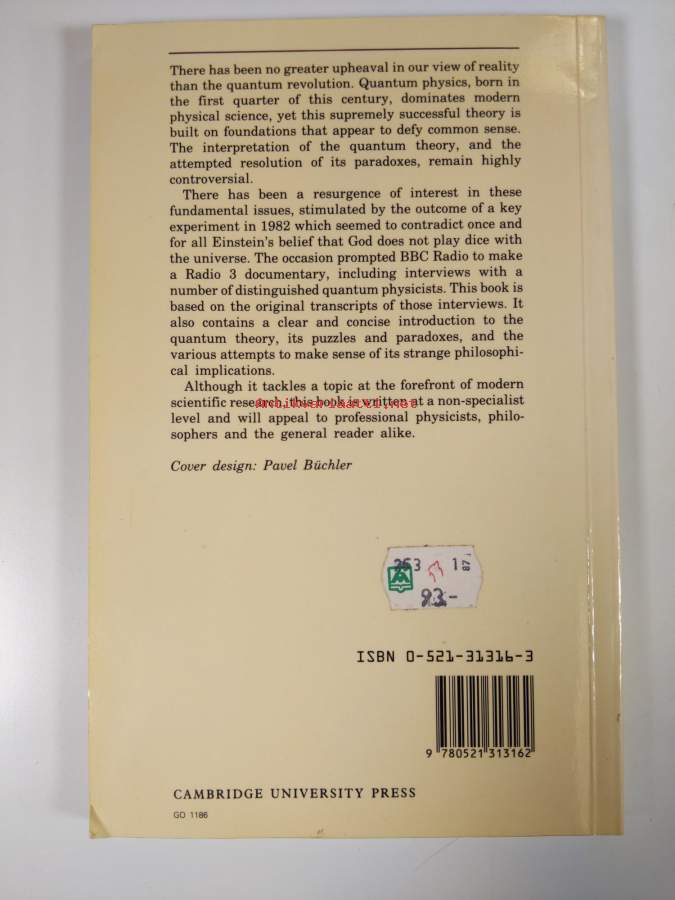 There has been no greater upheaval in our view of reality
than the quantum revolution. Quantum physics, born in
the first quarter of this century, dominates modern
physical science, yet this supremely successful theory is
built on foundations that appear to defy common sense.
The interpretation of the quantum theory, and the
attempted resolution of its paradoxes, remain highly
controversial.
There has been a resurgence of interest in these
fundamental issues, stimulated by the outcome of a key
experiment in 1982 which seemed to contradict once and
for all Einstein's belief that God does not play dice with
the universe. The occasion prompted BBC Radio to make
a Radio 3 documentary, including interviews with a
number of distinguished quantum physicists. This book is
based on the original transcripts of those interviews. It
also contains a clear and concise introduction to the
quantum theory, its puzzles and paradoxes, and the
various attempts to make sense of its strange philosophi-
cal implications.
Although it tackles a topic at the forefront of modern
scientific research, this book is written at a non-specialist
level and will appeal to professional physicists, philo-
sophers and the general reader alike.
Antikvariaatti.net
Cover design: Pavel Büchler
1 87
93.-
ISBN 0-521-31316-3
9 780521 313162
CAMBRIDGE UNIVERSITY PRESS
GO 1186